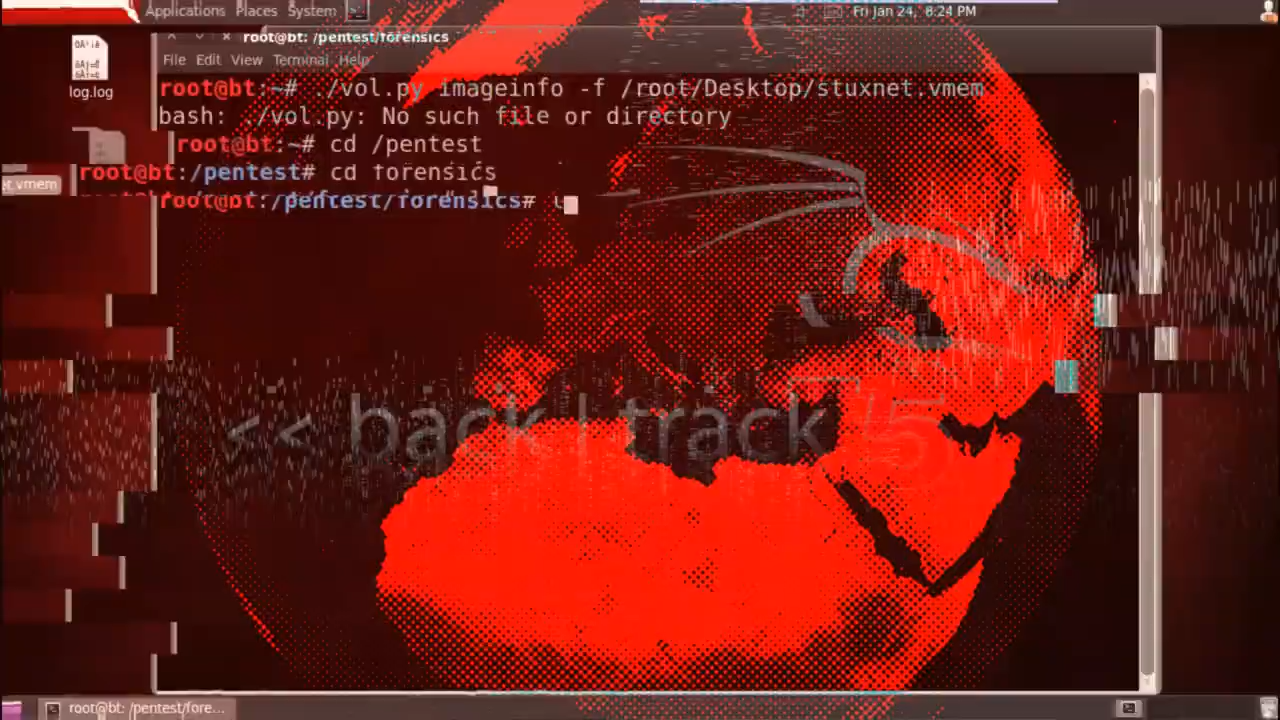 Applications Places System Fri Jan 24, 8:24 PM
root@bt: /pentest/forensics
File Edit View Terminal Help
log.log
root@bt:~# ./vol.py imageinfo -f /root/Desktop/stuxnet.vmem
bash: ./vol.py: No such file or directory
root@bt:~# cd /pentest
root@bt:/pentest# cd forensics
root@bt:/pentest/forensics#
t.vmem
<< back | track 5
root@bt: /pentest/fore...